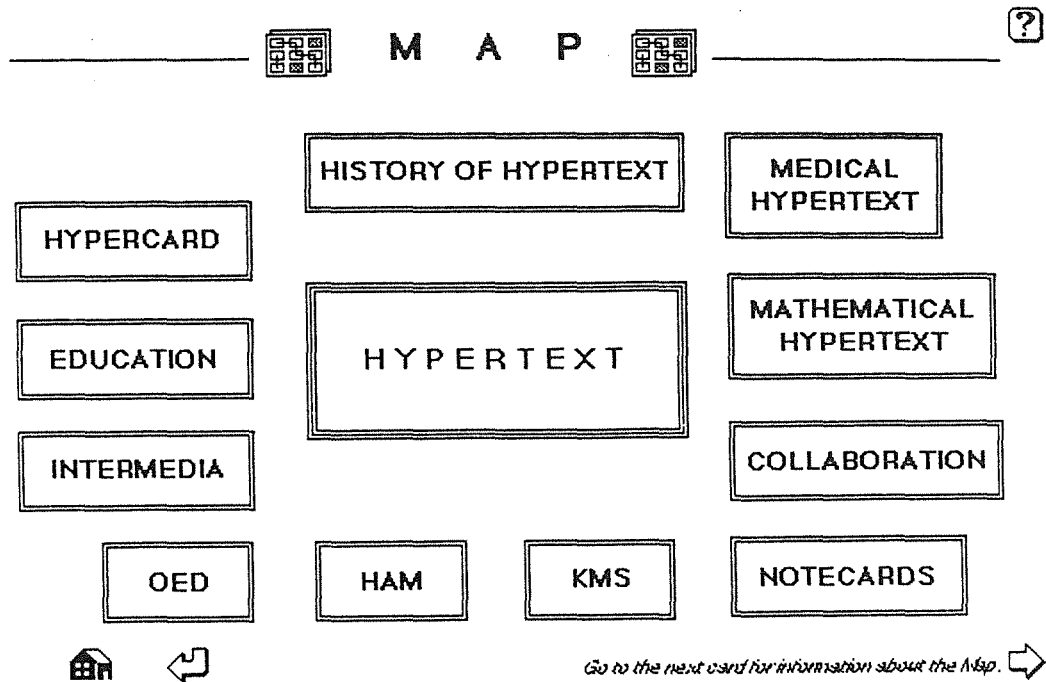 M A P
?
HISTORY OF HYPERTEXT
MEDICAL
HYPERTEXT
HYPERCARD
HYPERTEXT
MATHEMATICAL
HYPERTEXT
EDUCATION
INTERMEDIA
COLLABORATION
OED
HAM
KMS
NOTECARDS
Go to the next card for information about the Map.